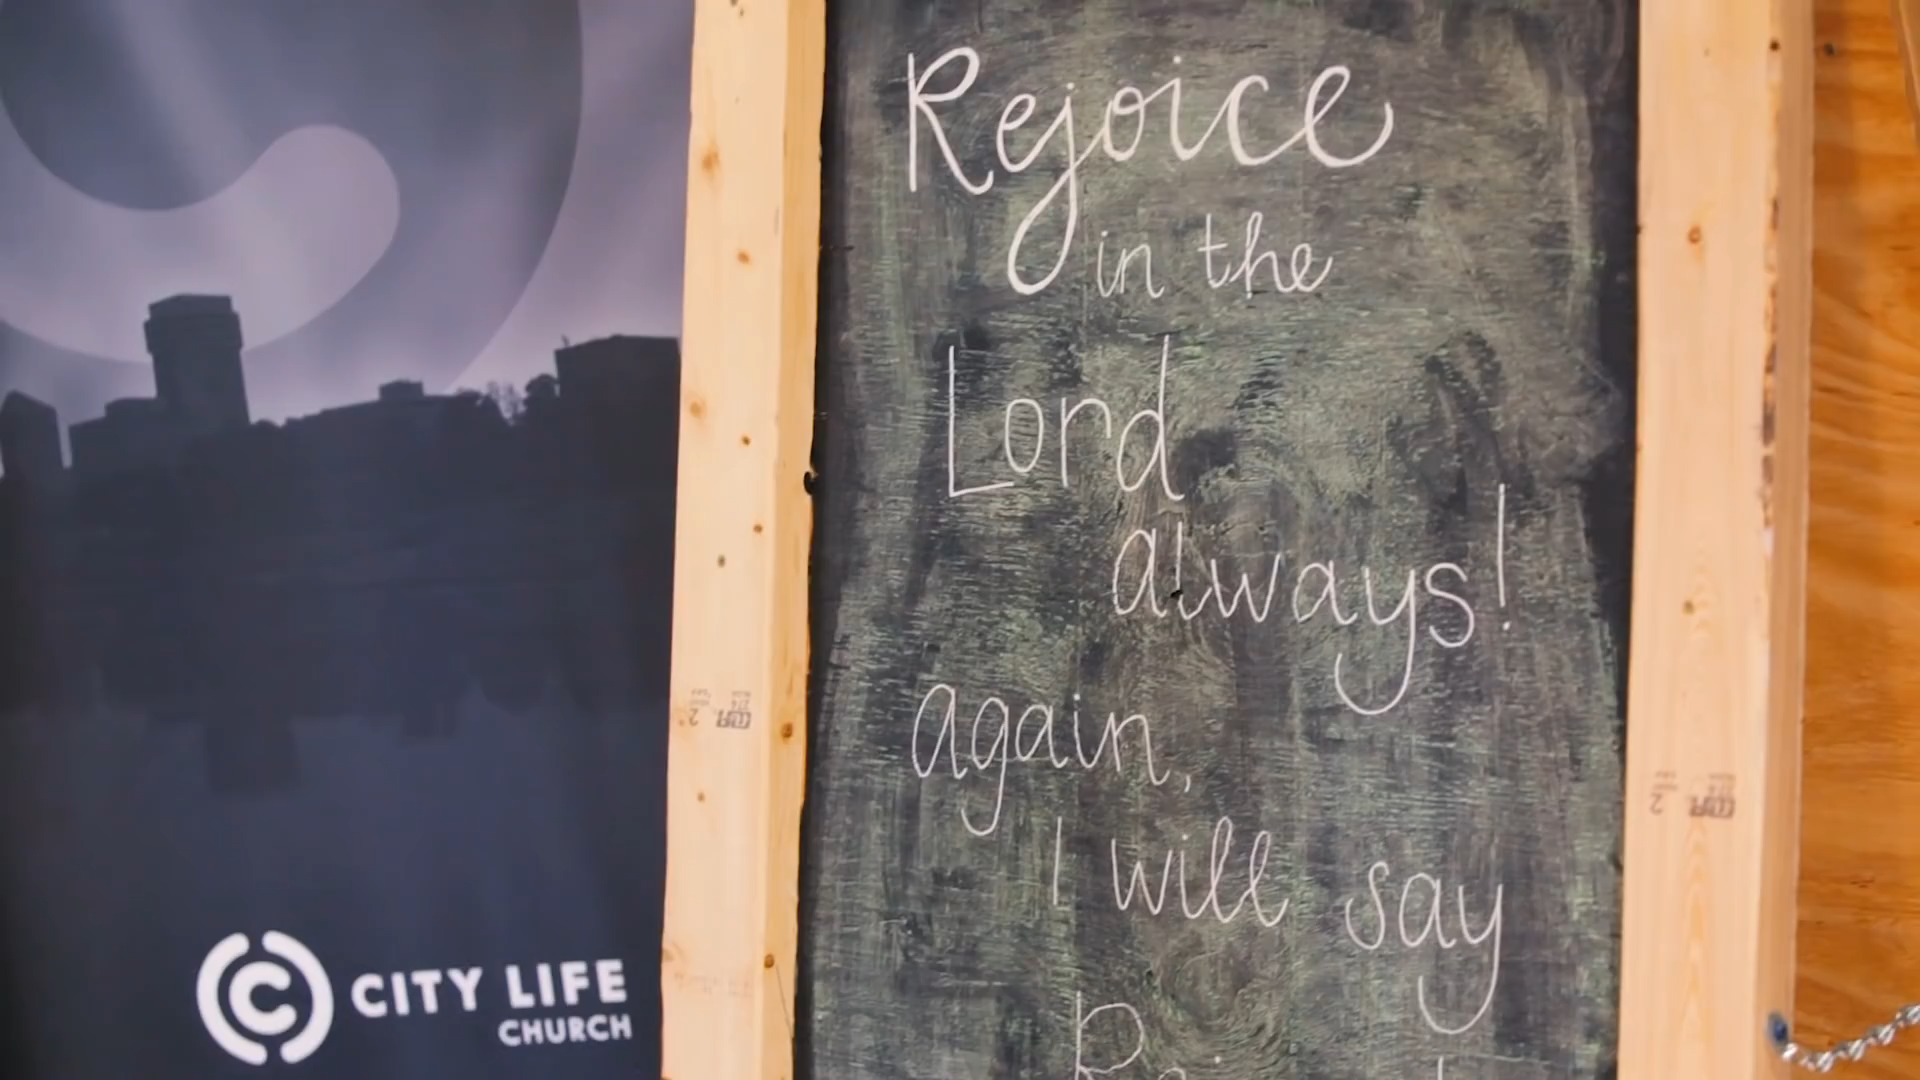 Rejoice
in the
Lord
always!
again,
I will say
CITY LIFE
CHURCH